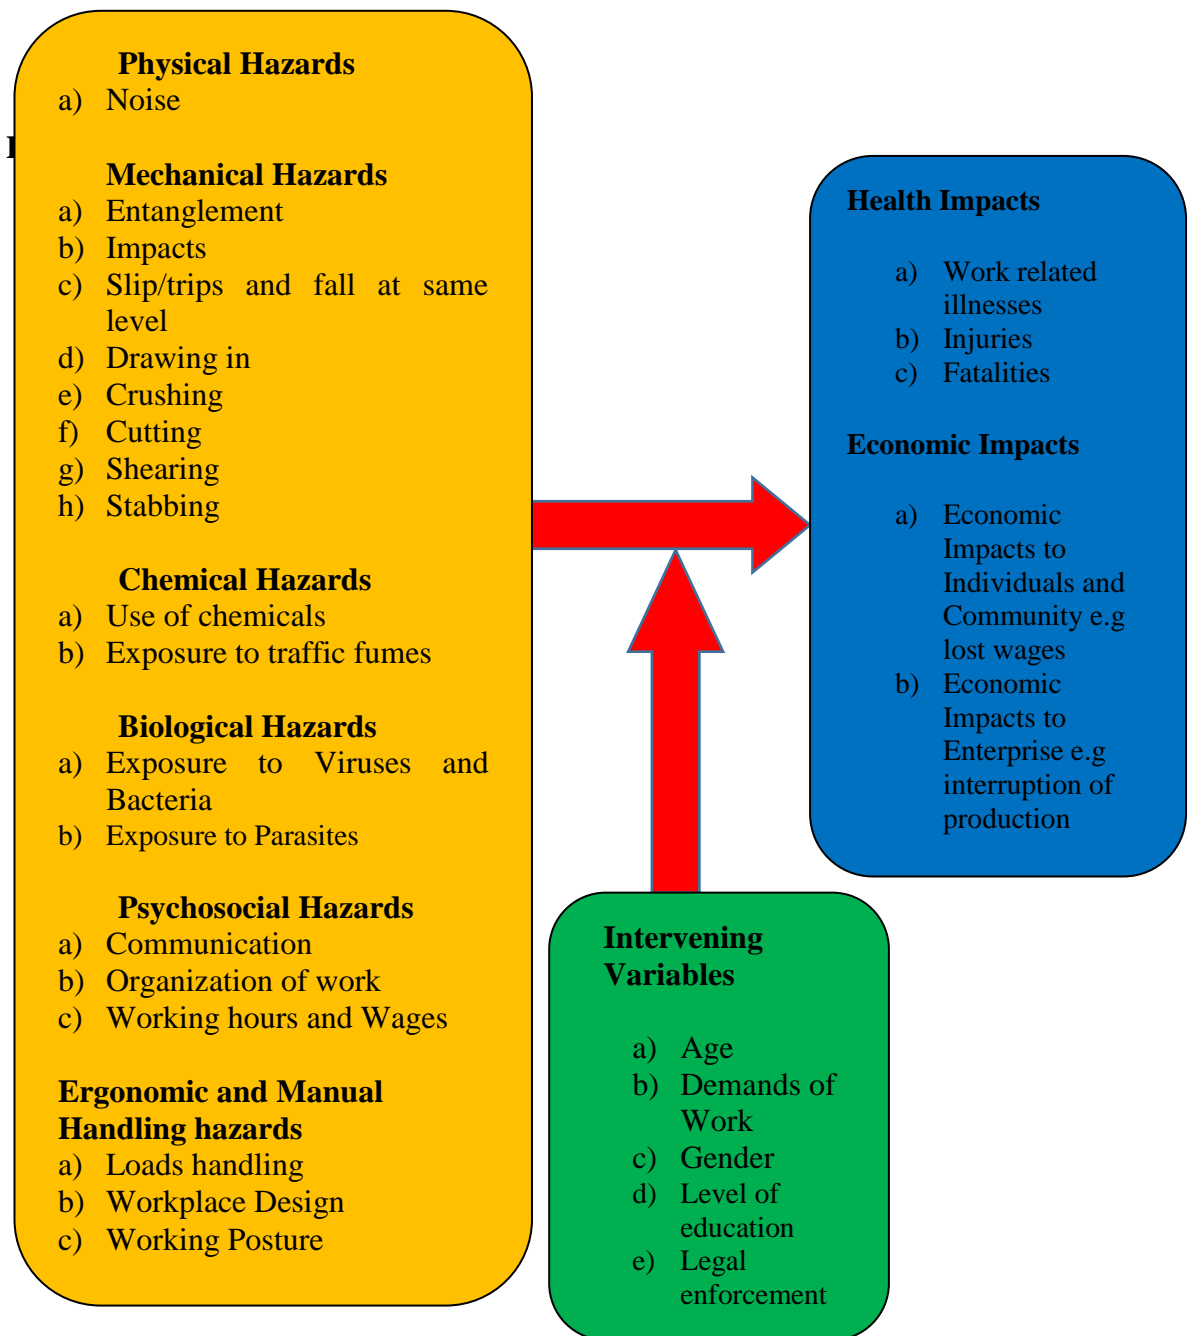 Physical Hazards
a) Noise
Mechanical Hazards
a) Entanglement
b) Impacts
c) Slip/trips and fall at same
level
d) Drawing in
e) Crushing
f) Cutting
g) Shearing
h) Stabbing
Chemical Hazards
a) Use of chemicals
b) Exposure to traffic fumes
Biological Hazards
a) Exposure to Viruses and
Bacteria
b) Exposure to Parasites
Psychosocial Hazards
a) Communication
b) Organization of work
c) Working hours and Wages
Ergonomic and Manual
Handling hazards
a) Loads handling
b) Workplace Design
c) Working Posture
Health Impacts
a) Work related
illnesses
b) Injuries
c) Fatalities
Economic Impacts
a) Economic
Impacts to
Individuals and
Community e.g
lost wages
b) Economic
Impacts to
Enterprise e.g
interruption of
production
Intervening
Variables
a) Age
b) Demands of
Work
c) Gender
d) Level of
education
e) Legal
enforcement